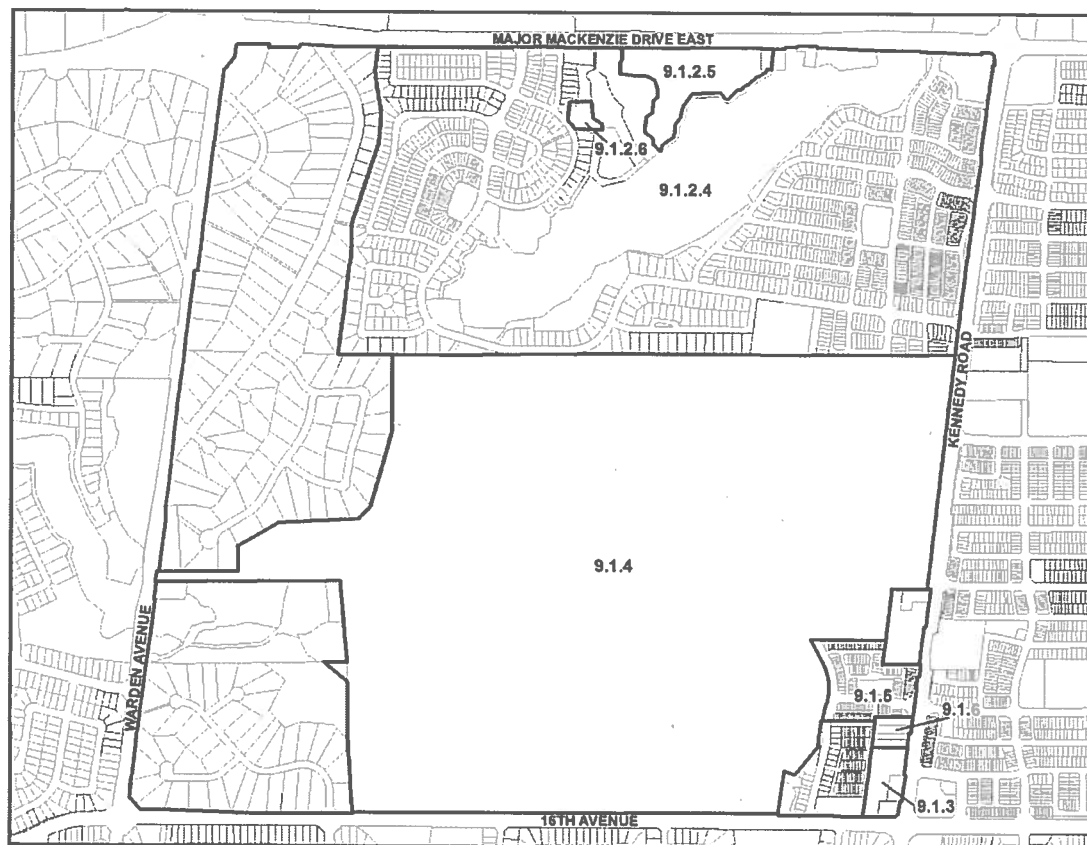 MAJOR MACKENZIE DRIVE EAST
9.1.2.5
9.1.2.6
9.1.2.4
KENNEDY ROAD
9.1.4
WARDEN AVENUE
9.1.5
9.1.6
9.1.3
16TH AVENUE